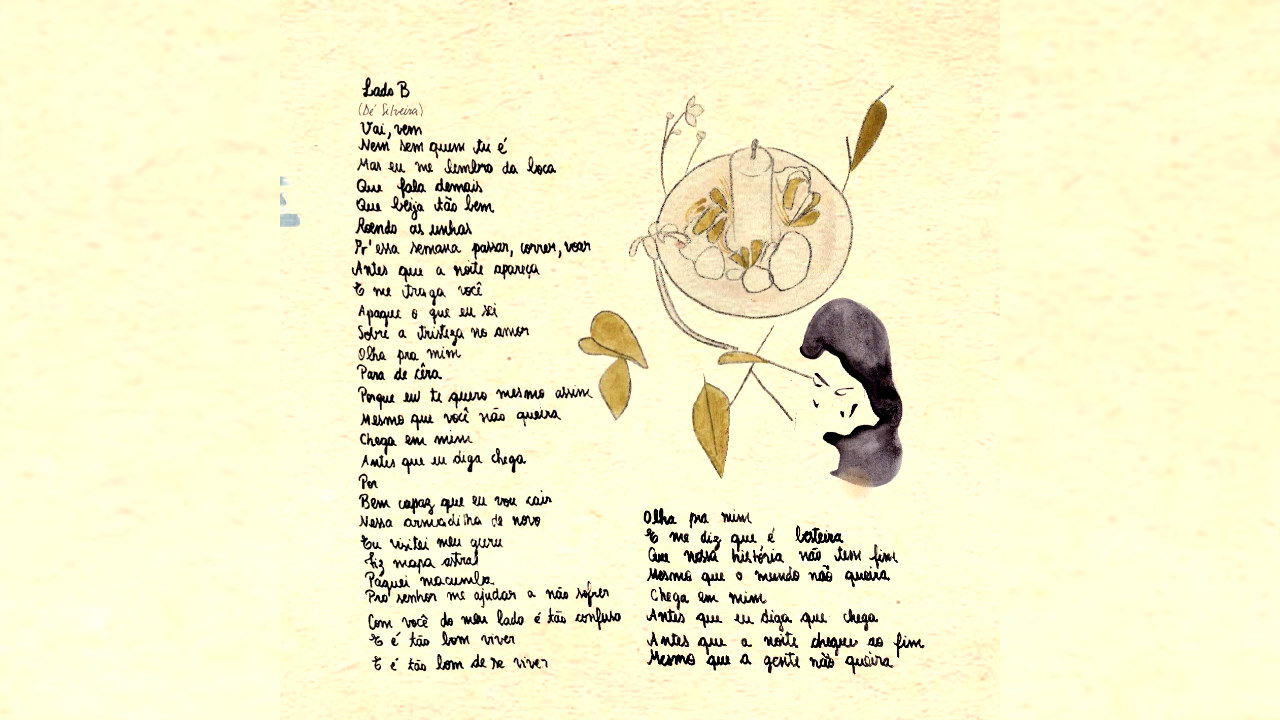 Lado B
(Dé Silveira)
Vai, vem
Nem sem quem tu é
Mas eu me lembro da boca
Que fala demais
Que beija tão bem
Roendo as unhas
Pr' essa semana passar, correr, voar
Antes que a noite apareça
E me traga você
Apague o que eu sei
Sobre a tristeza no amor
Olha pra mim
Para de cêra
Porque eu te quero mesmo assim
Mesmo que você não queira
Chega em mim
Antes que eu diga chega
Por
Bem capaz que eu vou cair
Nessa armadilha de novo
Eu visitei meu guru
Fiz mapa astral
Paguei macumba
Pro senhor me ajudar a não sofrer
Com você do meu lado é tão confuso
E é tão bom viver
E é tão bom de se viver
Olha pra mim
E me diz que é besteira
Que nossa história não tem fim
Mesmo que o mundo não queira
Chega em mim
Antes que eu diga que chega
Antes que a noite chegue ao fim
Mesmo que a gente não queira